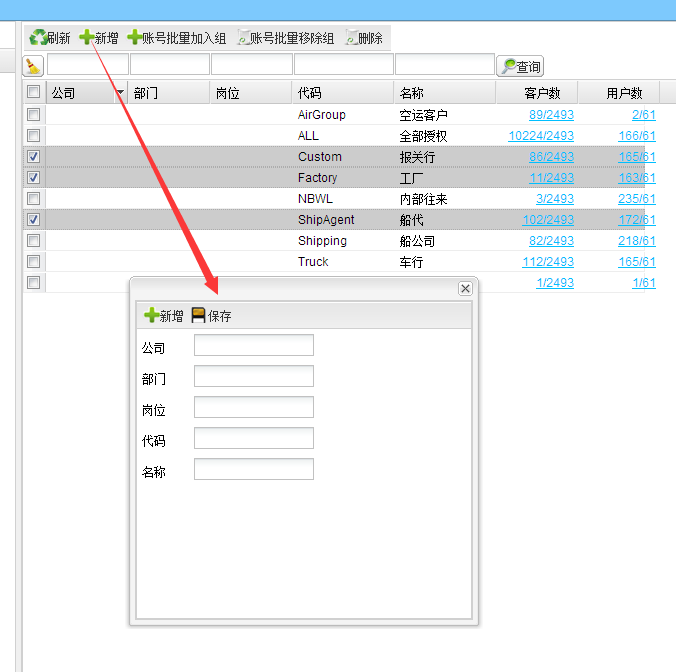 刷新 新增 账号批量加入组 账号批量移除组 删除
查询
公司 部门 岗位 代码 名称 客户数 用户数
AirGroup 空运客户 89/2493 2/61
ALL 全部授权 10224/2493 166/61
Custom 报关行 86/2493 165/61
Factory 工厂 11/2493 163/61
NBWL 内部往来 3/2493 235/61
ShipAgent 船代 102/2493 172/61
Shipping 船公司 82/2493 218/61
Truck 车行 112/2493 165/61
1/2493 1/61
新增 保存
公司
部门
岗位
代码
名称